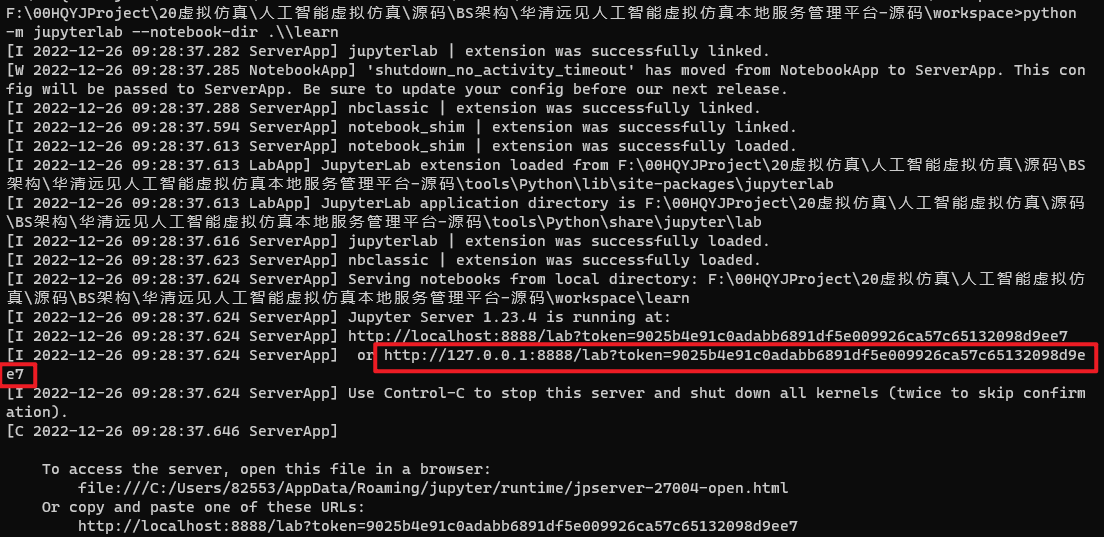 F:\00HQYJProject\20虚拟仿真\人工智能虚拟仿真\源码\BS架构\华清远见人工智能虚拟仿真本地服务管理平台-源码\workspace>python
-m jupyterlab --notebook-dir .\\learn
[I 2022-12-26 09:28:37.282 ServerApp] jupyterlab | extension was successfully linked.
[W 2022-12-26 09:28:37.285 NotebookApp] 'shutdown_no_activity_timeout' has moved from NotebookApp to ServerApp. This con
fig will be passed to ServerApp. Be sure to update your config before our next release.
[I 2022-12-26 09:28:37.288 ServerApp] nbclassic | extension was successfully linked.
[I 2022-12-26 09:28:37.594 ServerApp] notebook_shim | extension was successfully linked.
[I 2022-12-26 09:28:37.613 ServerApp] notebook_shim | extension was successfully loaded.
[I 2022-12-26 09:28:37.613 LabApp] JupyterLab extension loaded from F:\00HQYJProject\20虚拟仿真\人工智能虚拟仿真\源码\BS
架构\华清远见人工智能虚拟仿真本地服务管理平台-源码\tools\Python\lib\site-packages\jupyterlab
[I 2022-12-26 09:28:37.613 LabApp] JupyterLab application directory is F:\00HQYJProject\20虚拟仿真\人工智能虚拟仿真\源码
\BS架构\华清远见人工智能虚拟仿真本地服务管理平台-源码\tools\Python\share\jupyter\lab
[I 2022-12-26 09:28:37.616 ServerApp] jupyterlab | extension was successfully loaded.
[I 2022-12-26 09:28:37.623 ServerApp] nbclassic | extension was successfully loaded.
[I 2022-12-26 09:28:37.624 ServerApp] Serving notebooks from local directory: F:\00HQYJProject\20虚拟仿真\人工智能虚拟仿
真\源码\BS架构\华清远见人工智能虚拟仿真本地服务管理平台-源码\workspace\learn
[I 2022-12-26 09:28:37.624 ServerApp] Jupyter Server 1.23.4 is running at:
[I 2022-12-26 09:28:37.624 ServerApp] http://localhost:8888/lab?token=9025b4e91c0adabb6891df5e009926ca57c65132098d9ee7
[I 2022-12-26 09:28:37.624 ServerApp]  or http://127.0.0.1:8888/lab?token=9025b4e91c0adabb6891df5e009926ca57c65132098d9e
e7
[I 2022-12-26 09:28:37.624 ServerApp] Use Control-C to stop this server and shut down all kernels (twice to skip confirm
ation).
[C 2022-12-26 09:28:37.646 ServerApp]
To access the server, open this file in a browser:
file:///C:/Users/82553/AppData/Roaming/jupyter/runtime/jpserver-27004-open.html
Or copy and paste one of these URLs:
http://localhost:8888/lab?token=9025b4e91c0adabb6891df5e009926ca57c65132098d9ee7